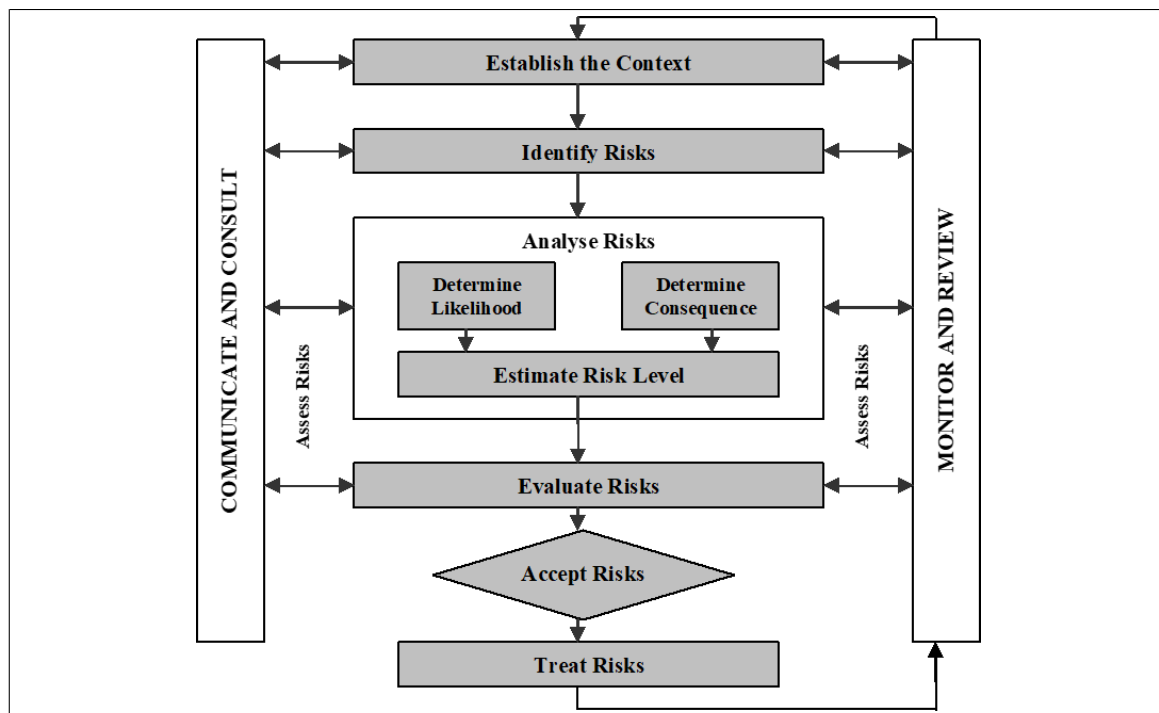 Establish the Context
Identify Risks
Analyse Risks
Determine
Likelihood
Determine
Consequence
Estimate Risk Level
Evaluate Risks
Accept Risks
Treat Risks
COMMUNICATE AND CONSULT
Assess Risks
Assess Risks
MONITOR AND REVIEW